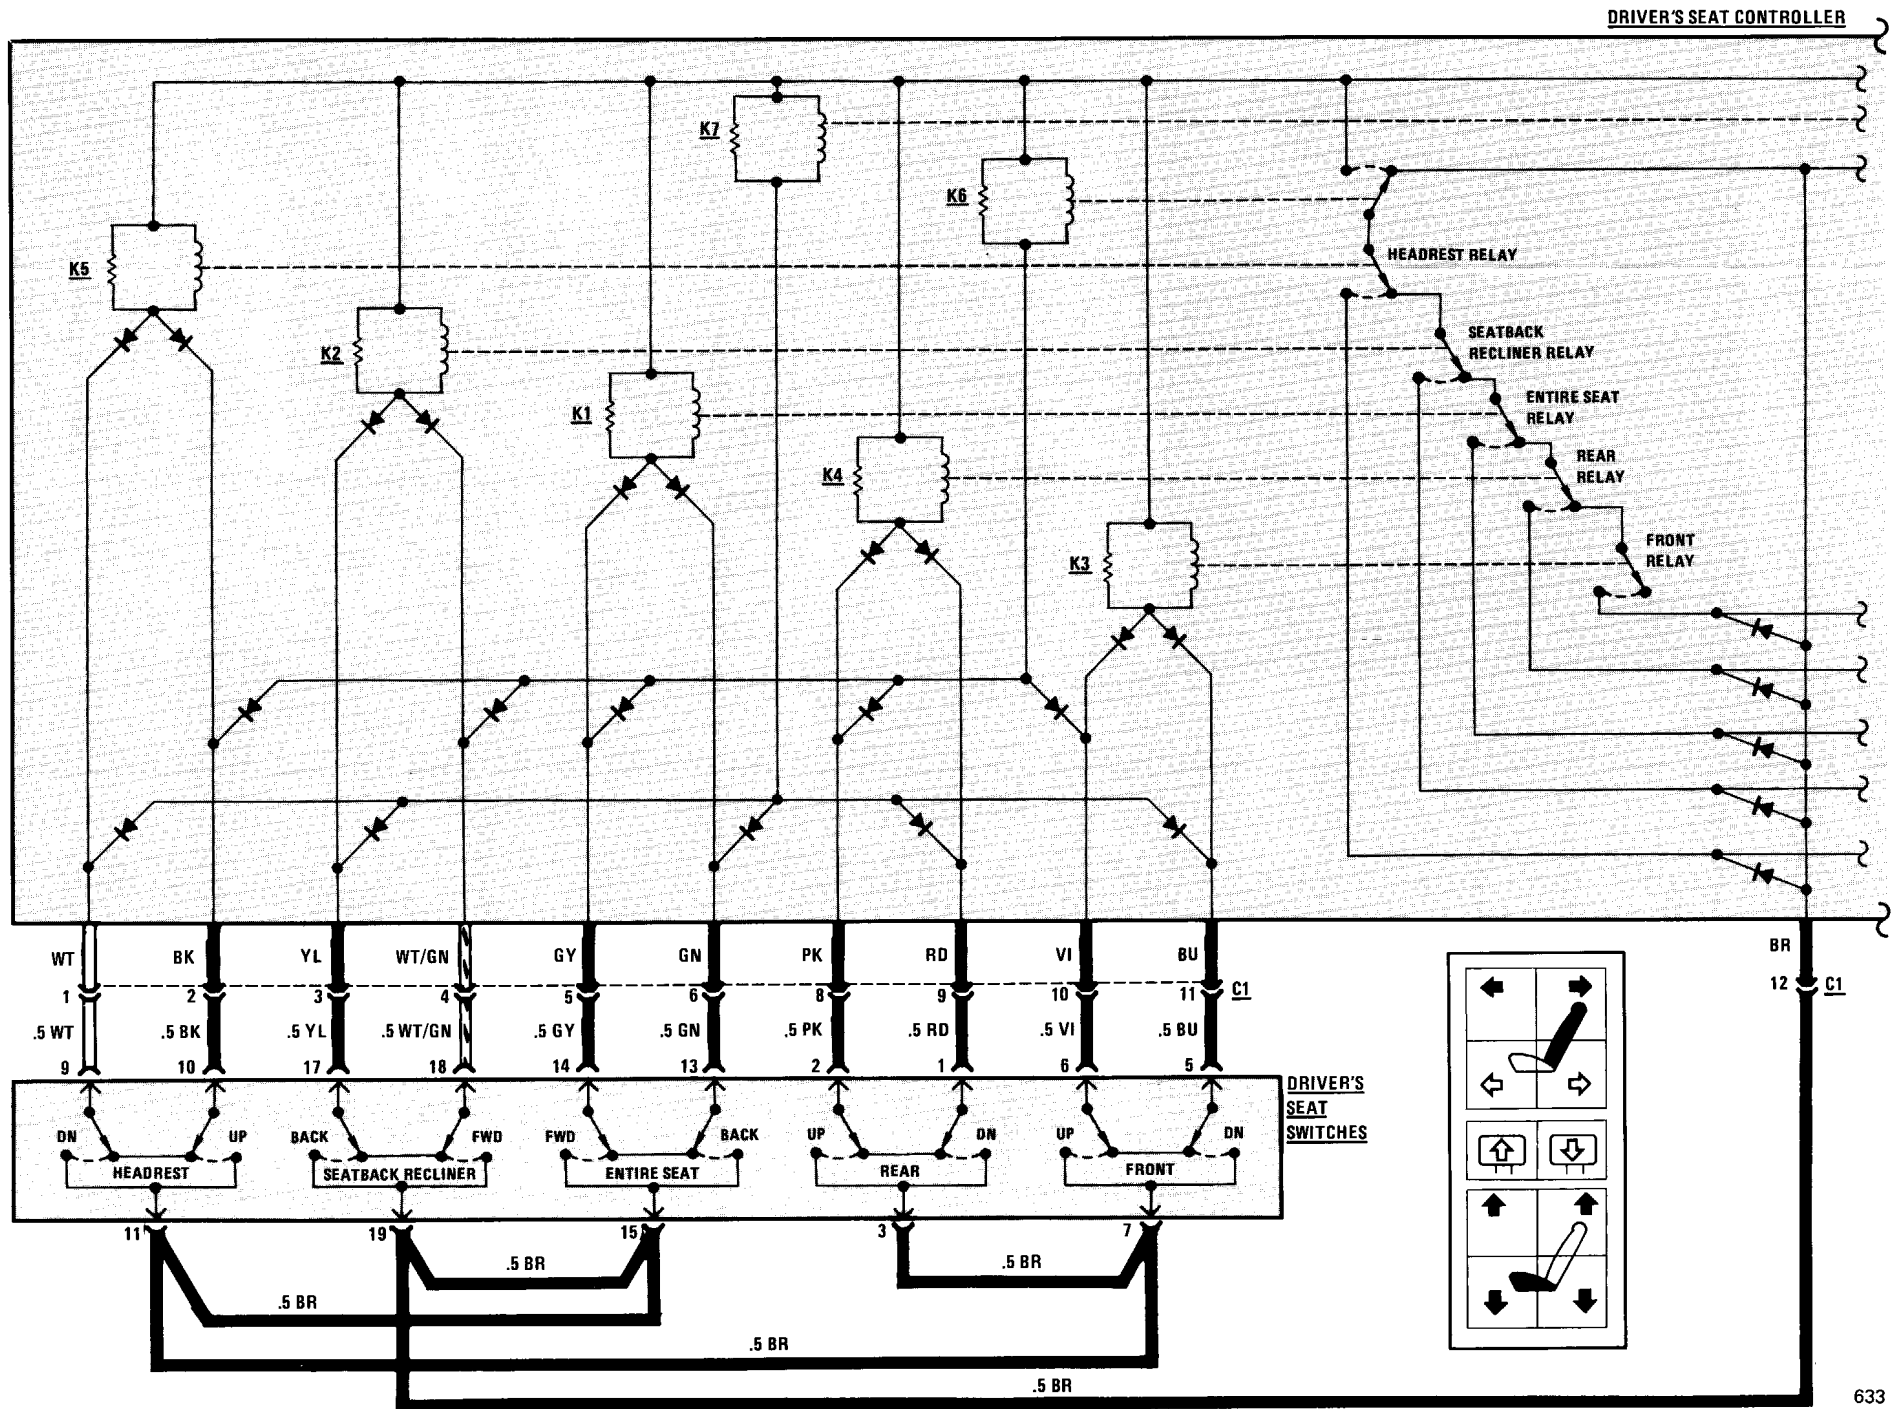 DRIVER'S SEAT CONTROLLER
K7
K6
K5
HEADREST RELAY
K2
SEATBACK
RECLINER RELAY
K1
ENTIRE SEAT
RELAY
K4
REAR
RELAY
K3
FRONT
RELAY
WT BK YL WT/GN GY GN PK RD VI BU BR
1 2 3 4 5 6 8 9 10 11 C1 12 C1
.5 WT .5 BK .5 YL .5 WT/GN .5 GY .5 GN .5 PK .5 RD .5 VI .5 BU
9 10 17 18 14 13 2 1 6 5
DRIVER'S
SEAT
SWITCHES
DN UP BACK FWD FWD BACK UP DN UP DN
HEADREST SEATBACK RECLINER ENTIRE SEAT REAR FRONT
11 19 15 3 7
.5 BR .5 BR
.5 BR
.5 BR
.5 BR
633